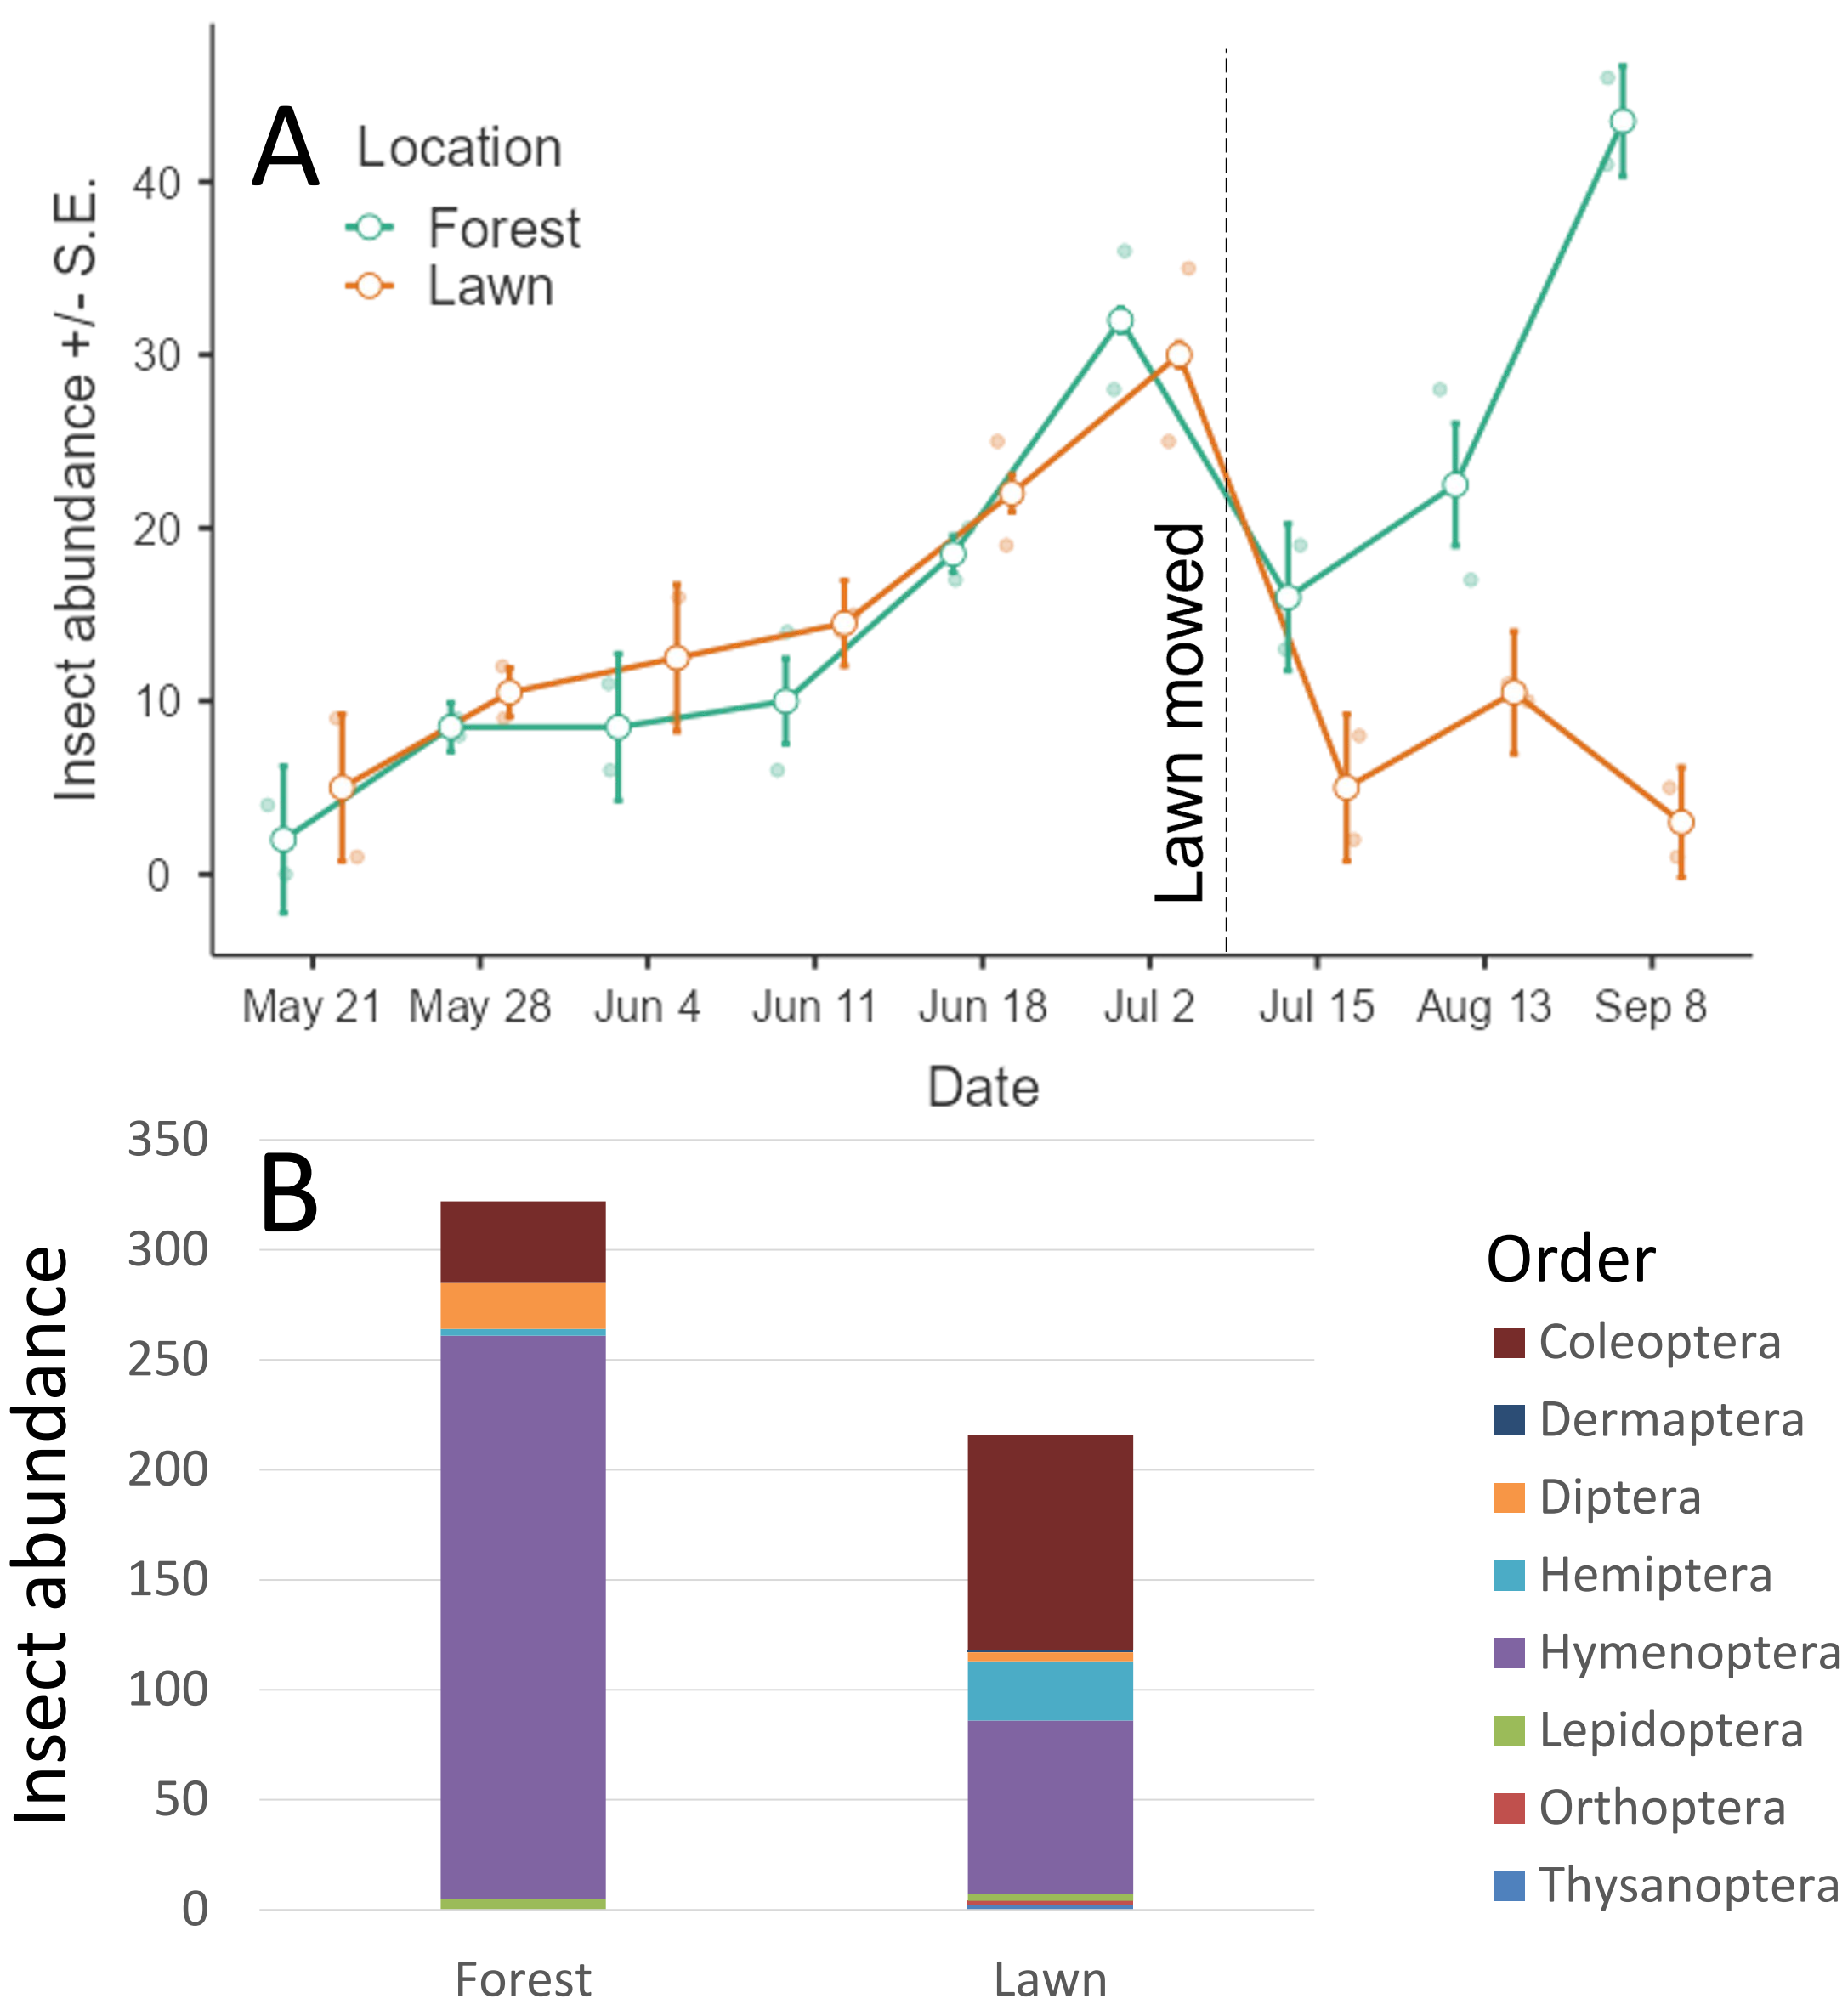 A
Location
Forest
Lawn
Insect abundance +/- S.E.
40
30
20
10
0
Lawn mowed
May 21 May 28 Jun 4 Jun 11 Jun 18 Jul 2 Jul 15 Aug 13 Sep 8
Date
B
Insect abundance
350
300
250
200
150
100
50
0
Forest Lawn
Order
Coleoptera
Dermaptera
Diptera
Hemiptera
Hymenoptera
Lepidoptera
Orthoptera
Thysanoptera